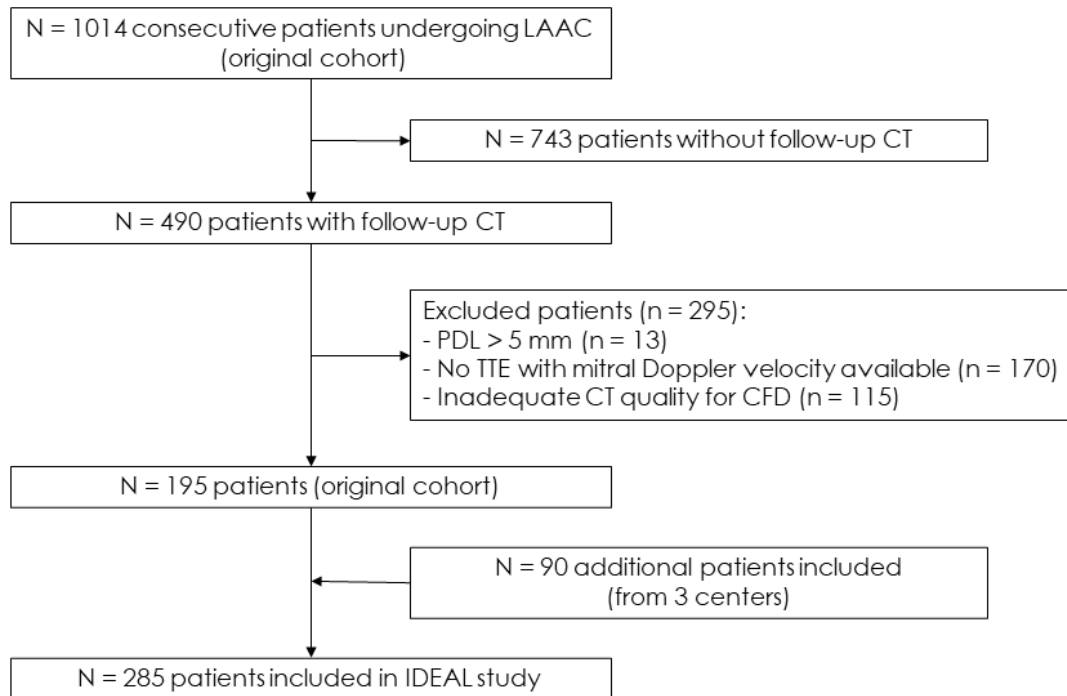 N = 1014 consecutive patients undergoing LAAC
(original cohort)
N = 743 patients without follow-up CT
N = 490 patients with follow-up CT
Excluded patients (n = 295):
- PDL > 5 mm (n = 13)
- No TTE with mitral Doppler velocity available (n = 170)
- Inadequate CT quality for CFD (n = 115)
N = 195 patients (original cohort)
N = 90 additional patients included
(from 3 centers)
N = 285 patients included in IDEAL study